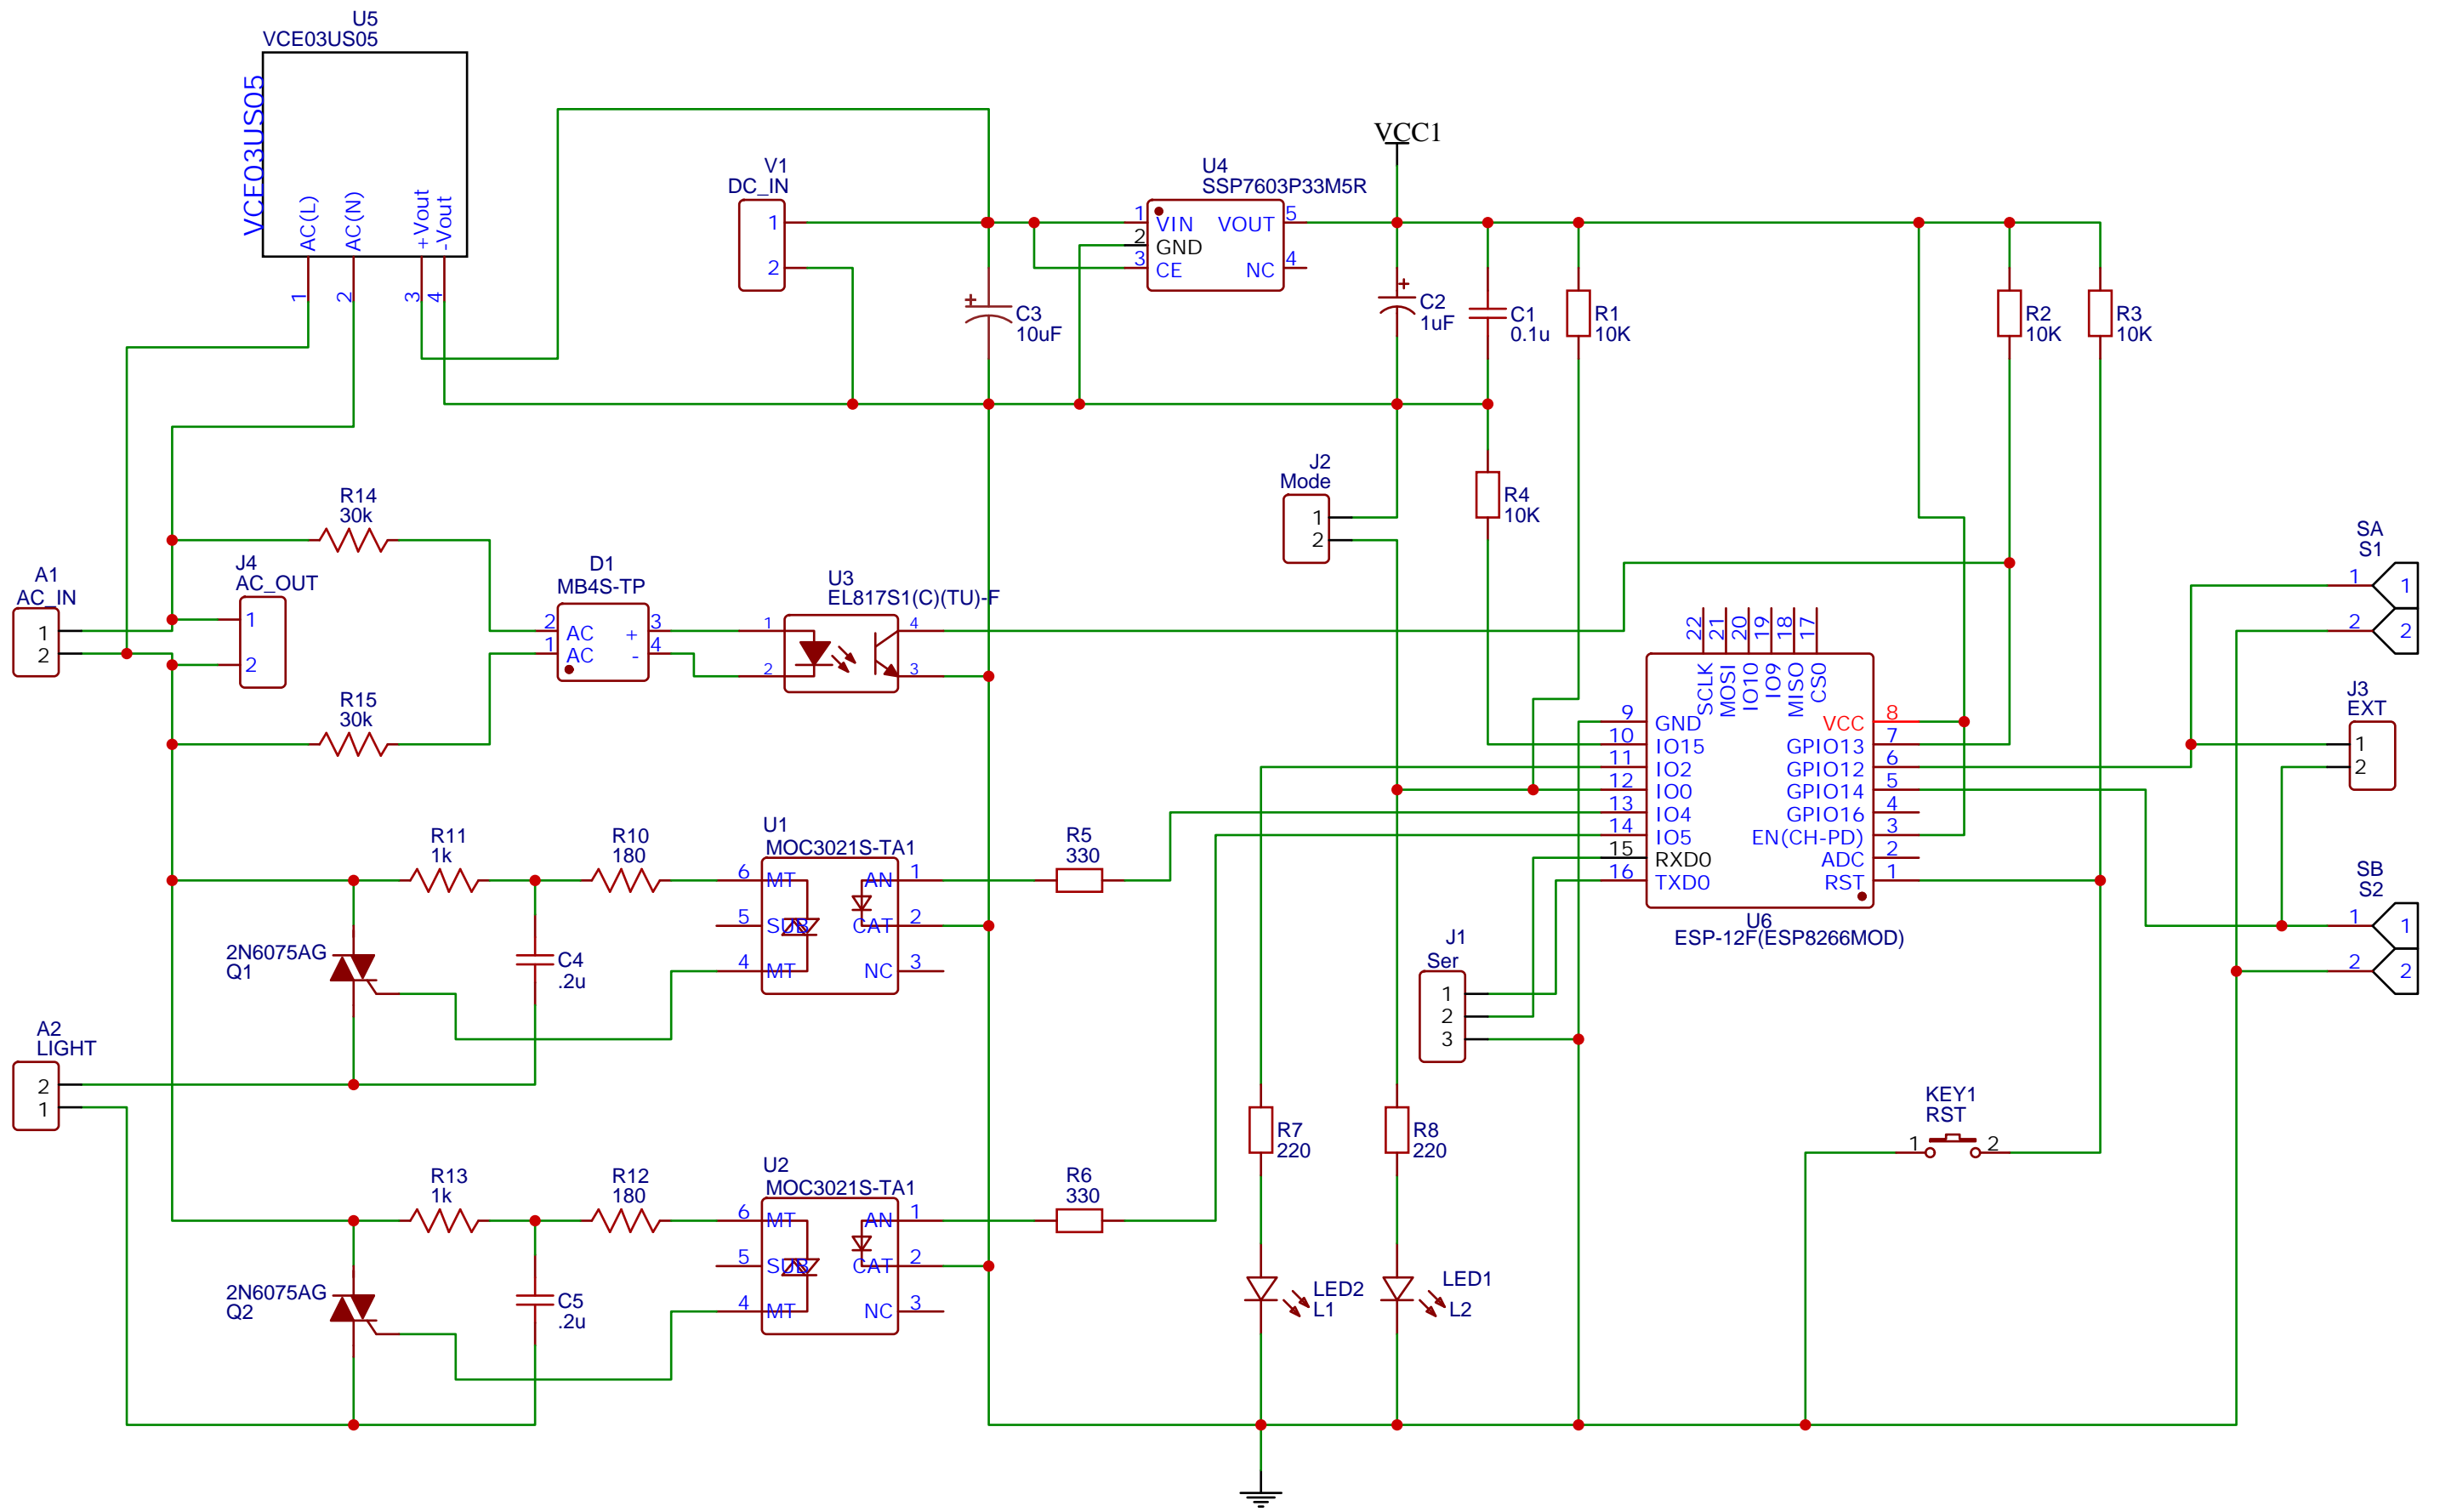 U5
VCE03US05
VCE03US05
AC(L)
AC(N)
+Vout
-Vout
1
2
3
4
V1
DC_IN
1
2
C3
10uF
U4
SSP7603P33M5R
1
2
3
VIN
GND
CE
VOUT
NC
5
4
VCC1
C2
1uF
C1
0.1u
R1
10K
R2
10K
R3
10K
J2
Mode
1
2
R4
10K
R14
30k
J4
AC_OUT
1
2
A1
AC_IN
1
2
R15
30k
D1
MB4S-TP
2
1
AC
AC
+
-
3
4
U3
EL817S1(C)(TU)-F
1
2
4
3
22
21
20
19
18
17
SCLK
MOSI
IO10
IO9
MISO
CS0
9
10
11
12
13
14
15
16
GND
IO15
IO2
IO0
IO4
IO5
RXD0
TXD0
VCC
GPIO13
GPIO12
GPIO14
GPIO16
EN(CH-PD)
ADC
RST
8
7
6
5
4
3
2
1
U6
ESP-12F(ESP8266MOD)
SA
S1
1
1
2
2
J3
EXT
1
2
SB
S2
1
1
2
2
R11
1k
R10
180
U1
MOC3021S-TA1
6
5
4
MT
SUB
MT
AN
CAT
NC
1
2
3
R5
330
2N6075AG
Q1
C4
.2u
J1
Ser
1
2
3
A2
LIGHT
2
1
R7
220
R8
220
KEY1
RST
1
2
R13
1k
R12
180
U2
MOC3021S-TA1
6
5
4
MT
SUB
MT
AN
CAT
NC
1
2
3
R6
330
2N6075AG
Q2
C5
.2u
LED2
L1
LED1
L2